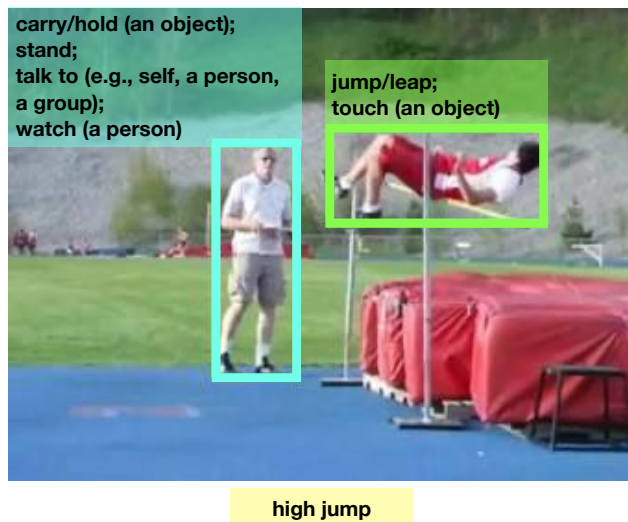 carry/hold (an object);
stand;
talk to (e.g., self, a person,
a group);
watch (a person)
jump/leap;
touch (an object)
high jump